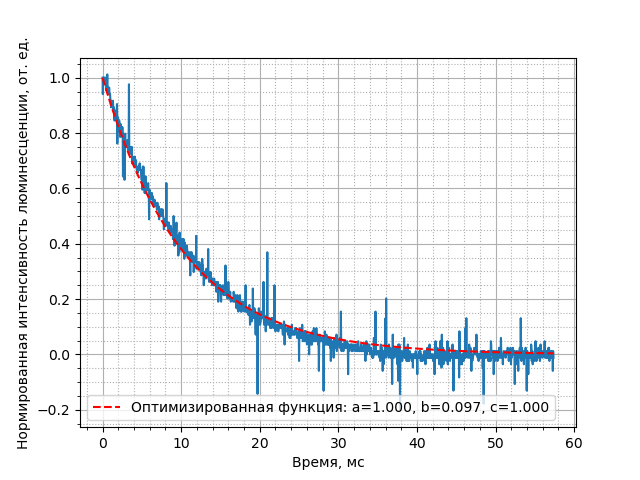 Нормированная интенсивность люминесценции, от. ед.
1.0
0.8
0.6
0.4
0.2
0.0
−0.2
Оптимизированная функция: a=1.000, b=0.097, c=1.000
0 10 20 30 40 50 60
Время, мс